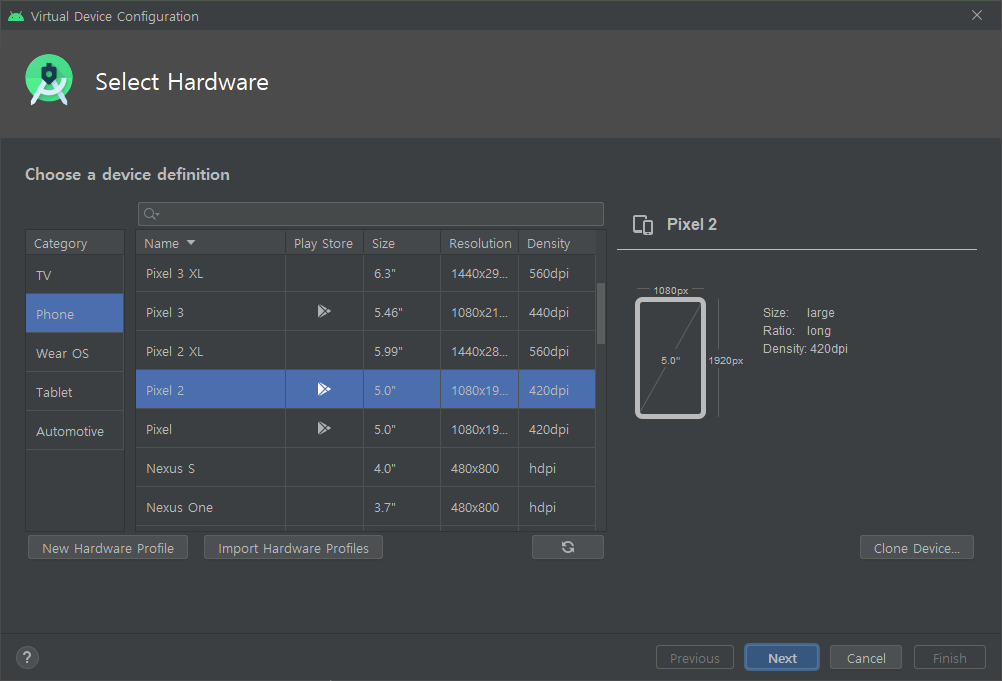 Virtual Device Configuration
Select Hardware
Choose a device definition
Category
TV
Phone
Wear OS
Tablet
Automotive
Name Play Store Size Resolution Density
Pixel 3 XL 6.3" 1440x29... 560dpi
Pixel 3 5.46" 1080x21... 440dpi
Pixel 2 XL 5.99" 1440x28... 560dpi
Pixel 2 5.0" 1080x19... 420dpi
Pixel 5.0" 1080x19... 420dpi
Nexus S 4.0" 480x800 hdpi
Nexus One 3.7" 480x800 hdpi
Pixel 2
1080px
5.0"
1920px
Size: large
Ratio: long
Density: 420dpi
New Hardware Profile Import Hardware Profiles Clone Device...
? Previous Next Cancel Finish